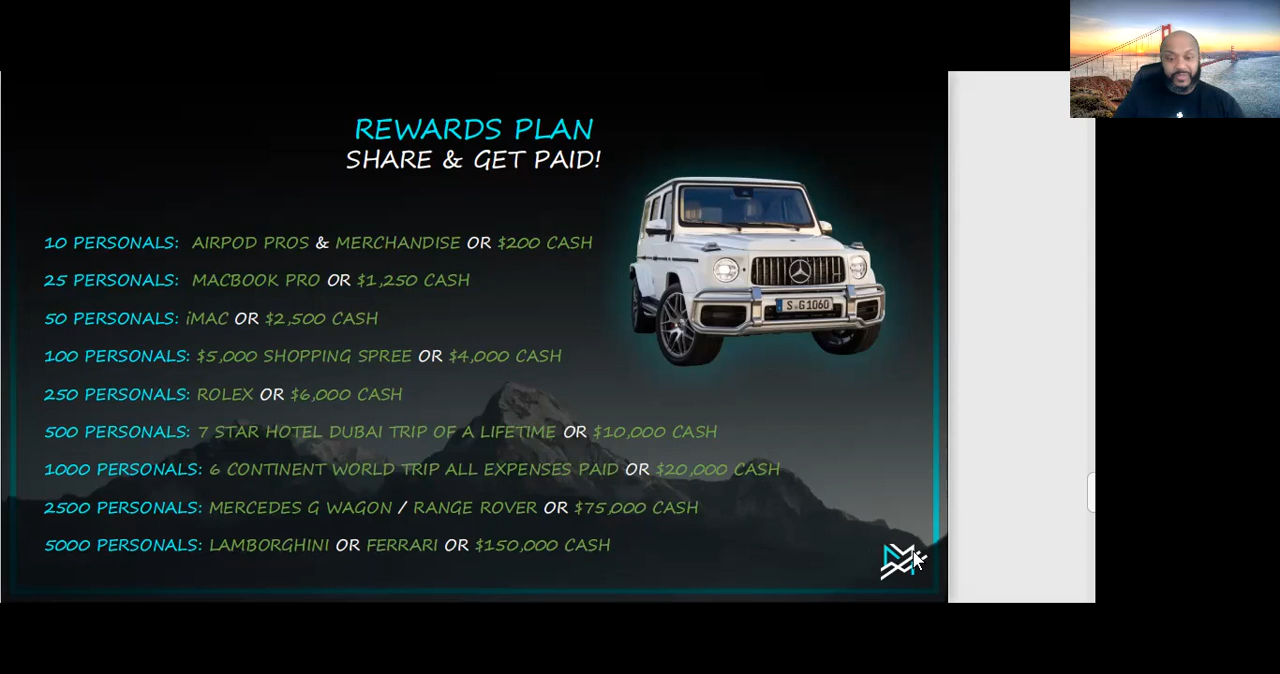 REWARDS PLAN
SHARE & GET PAID!
10 PERSONALS: AIRPOD PROS & MERCHANDISE OR $200 CASH
25 PERSONALS: MACBOOK PRO OR $1,250 CASH
50 PERSONALS: iMAC OR $2,500 CASH
100 PERSONALS: $5,000 SHOPPING SPREE OR $4,000 CASH
250 PERSONALS: ROLEX OR $6,000 CASH
500 PERSONALS: 7 STAR HOTEL DUBAI TRIP OF A LIFETIME OR $10,000 CASH
1000 PERSONALS: 6 CONTINENT WORLD TRIP ALL EXPENSES PAID OR $20,000 CASH
2500 PERSONALS: MERCEDES G WAGON / RANGE ROVER OR $75,000 CASH
5000 PERSONALS: LAMBORGHINI OR FERRARI OR $150,000 CASH
S G 1060